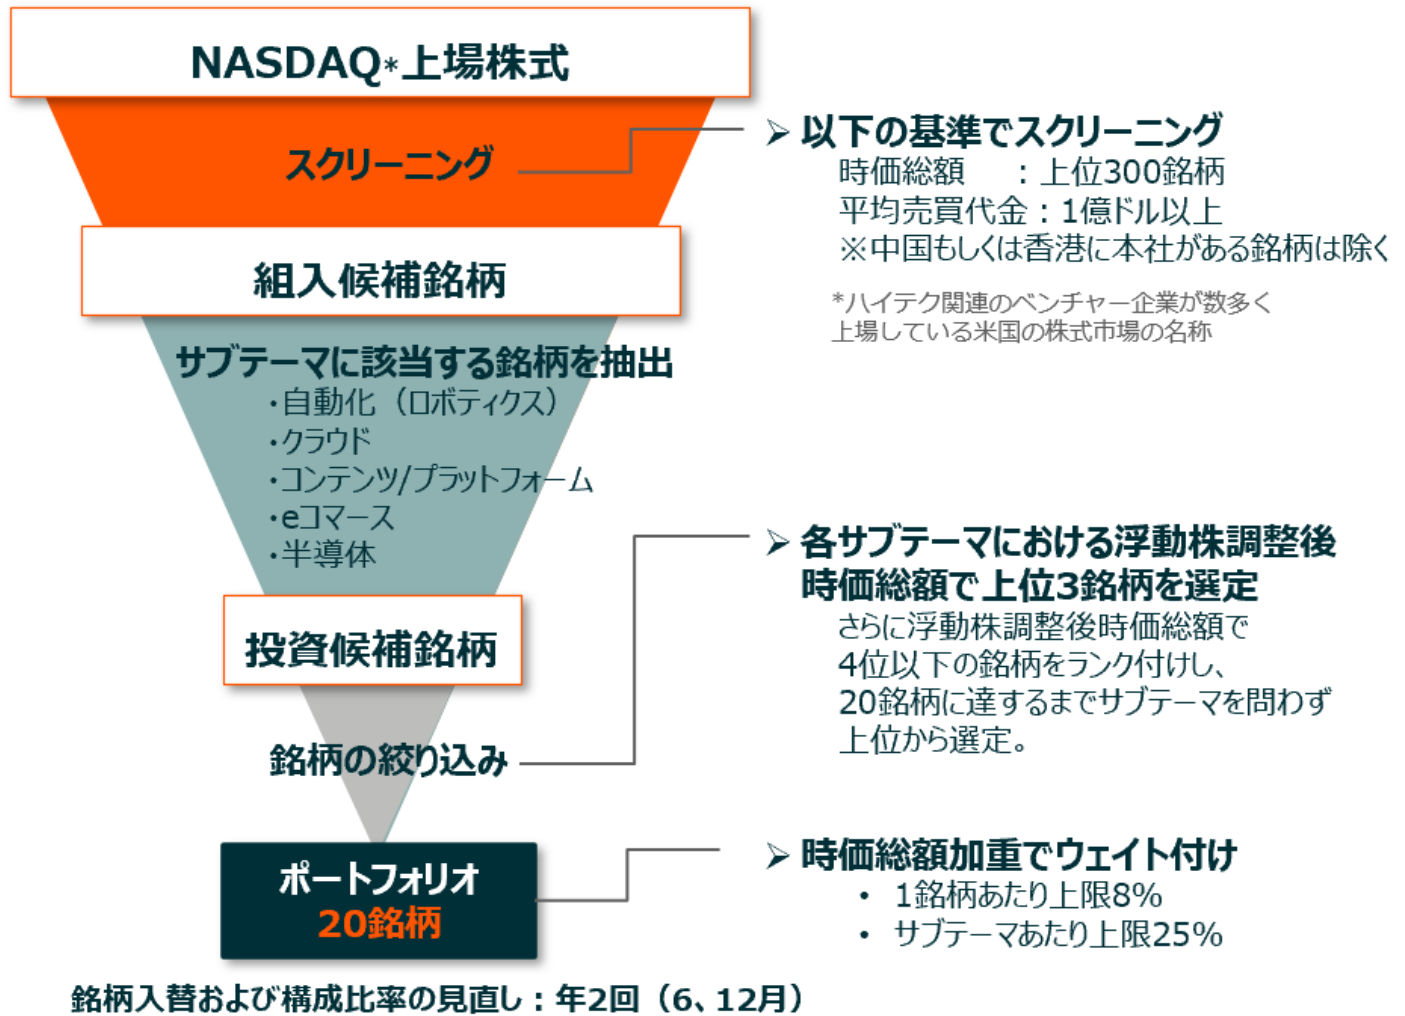 NASDAQ*上場株式
スクリーニング
➢ 以下の基準でスクリーニング
時価総額　：上位300銘柄
平均売買代金：1億ドル以上
※中国もしくは香港に本社がある銘柄は除く
*ハイテク関連のベンチャー企業が数多く
上場している米国の株式市場の名称
組入候補銘柄
サブテーマに該当する銘柄を抽出
・自動化（ロボティクス）
・クラウド
・コンテンツ/プラットフォーム
・eコマース
・半導体
投資候補銘柄
銘柄の絞り込み
➢ 各サブテーマにおける浮動株調整後
時価総額で上位3銘柄を選定
さらに浮動株調整後時価総額で
4位以下の銘柄をランク付けし、
20銘柄に達するまでサブテーマを問わず
上位から選定。
ポートフォリオ
20銘柄
➢ 時価総額加重でウェイト付け
• 1銘柄あたり上限8%
• サブテーマあたり上限25%
銘柄入替および構成比率の見直し：年2回（6、12月）